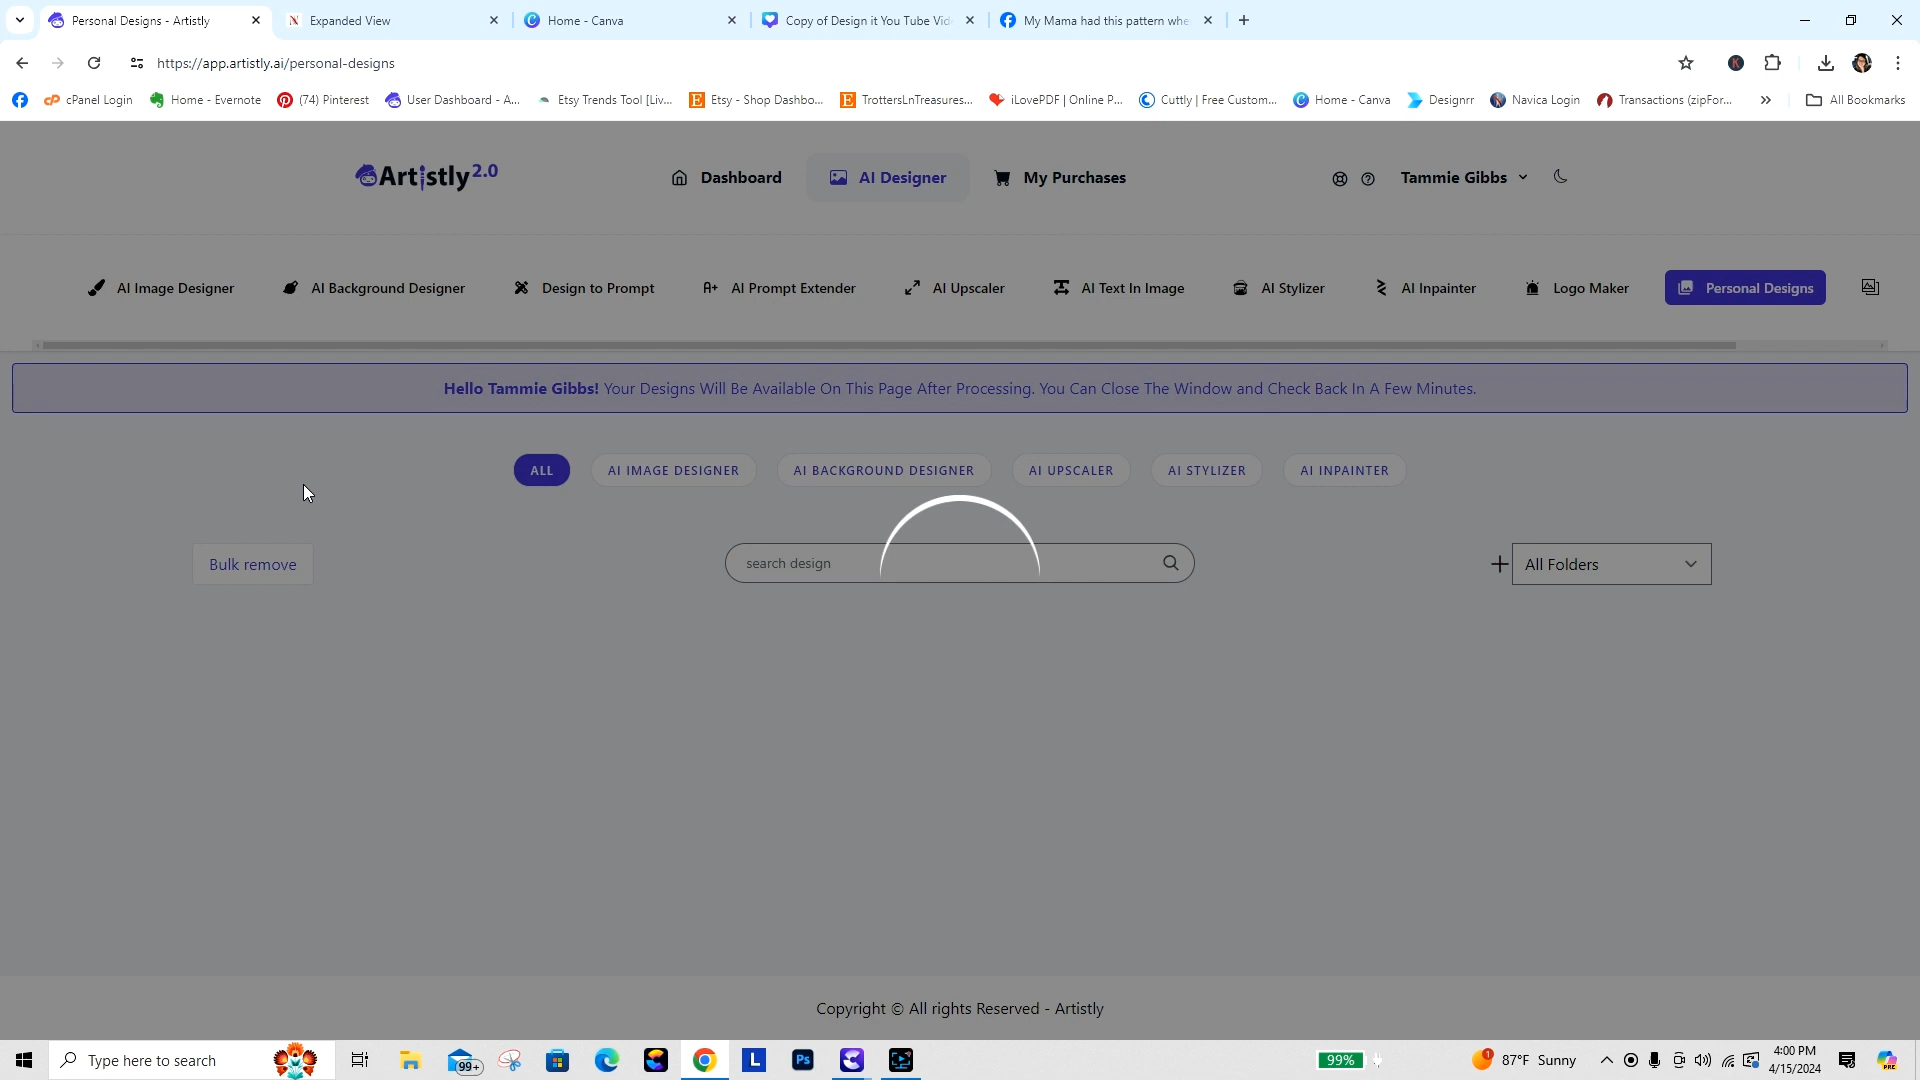 Personal Designs - Artistly
Expanded View
Home - Canva
Copy of Design it You Tube Vid
My Mama had this pattern whe
https://app.artistly.ai/personal-designs
cPanel Login
Home - Evernote
(74) Pinterest
User Dashboard - A...
Etsy Trends Tool [Liv...
Etsy - Shop Dashbo...
TrottersLnTreasures...
iLovePDF | Online P...
Cuttly | Free Custom...
Home - Canva
Designrr
Navica Login
Transactions (zipFor...
All Bookmarks
Artistly 2.0
Dashboard
AI Designer
My Purchases
Tammie Gibbs
AI Image Designer
AI Background Designer
Design to Prompt
AI Prompt Extender
AI Upscaler
AI Text In Image
AI Stylizer
AI Inpainter
Logo Maker
Personal Designs
Hello Tammie Gibbs! Your Designs Will Be Available On This Page After Processing. You Can Close The Window and Check Back In A Few Minutes.
ALL
AI IMAGE DESIGNER
AI BACKGROUND DESIGNER
AI UPSCALER
AI STYLIZER
AI INPAINTER
Bulk remove
search design
All Folders
Copyright © All rights Reserved - Artistly
Type here to search
99+
L
Ps
99%
1
87°F Sunny
4:00 PM
4/15/2024
PRE